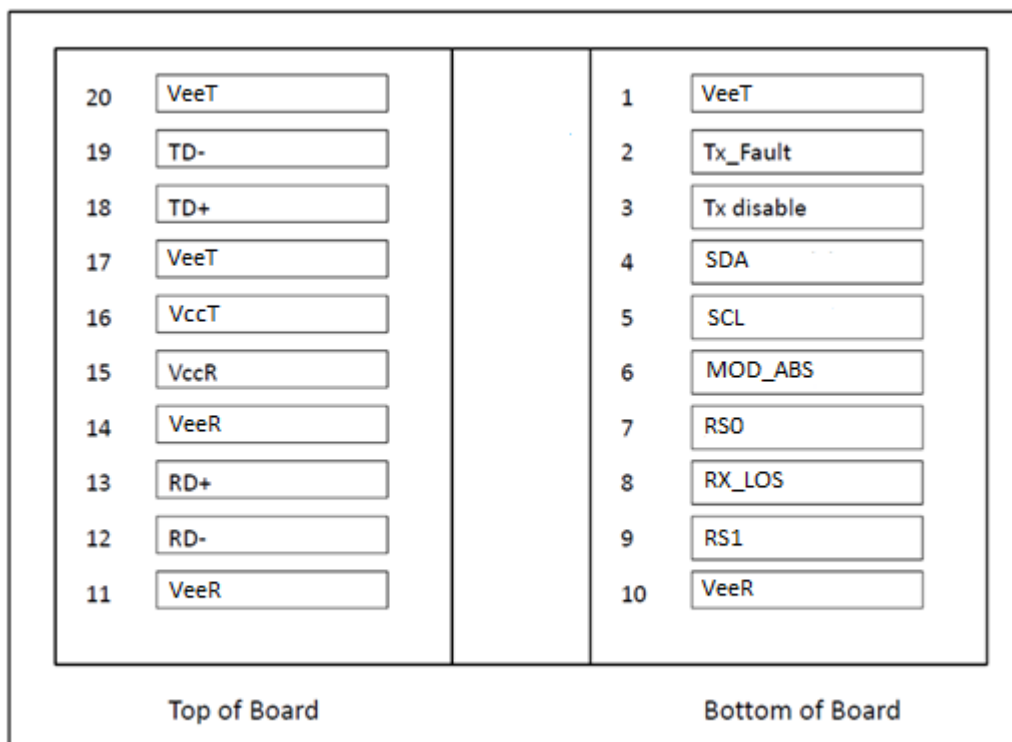 20 VeeT
19 TD-
18 TD+
17 VeeT
16 VccT
15 VccR
14 VeeR
13 RD+
12 RD-
11 VeeR
Top of Board
1 VeeT
2 Tx_Fault
3 Tx disable
4 SDA
5 SCL
6 MOD_ABS
7 RS0
8 RX_LOS
9 RS1
10 VeeR
Bottom of Board